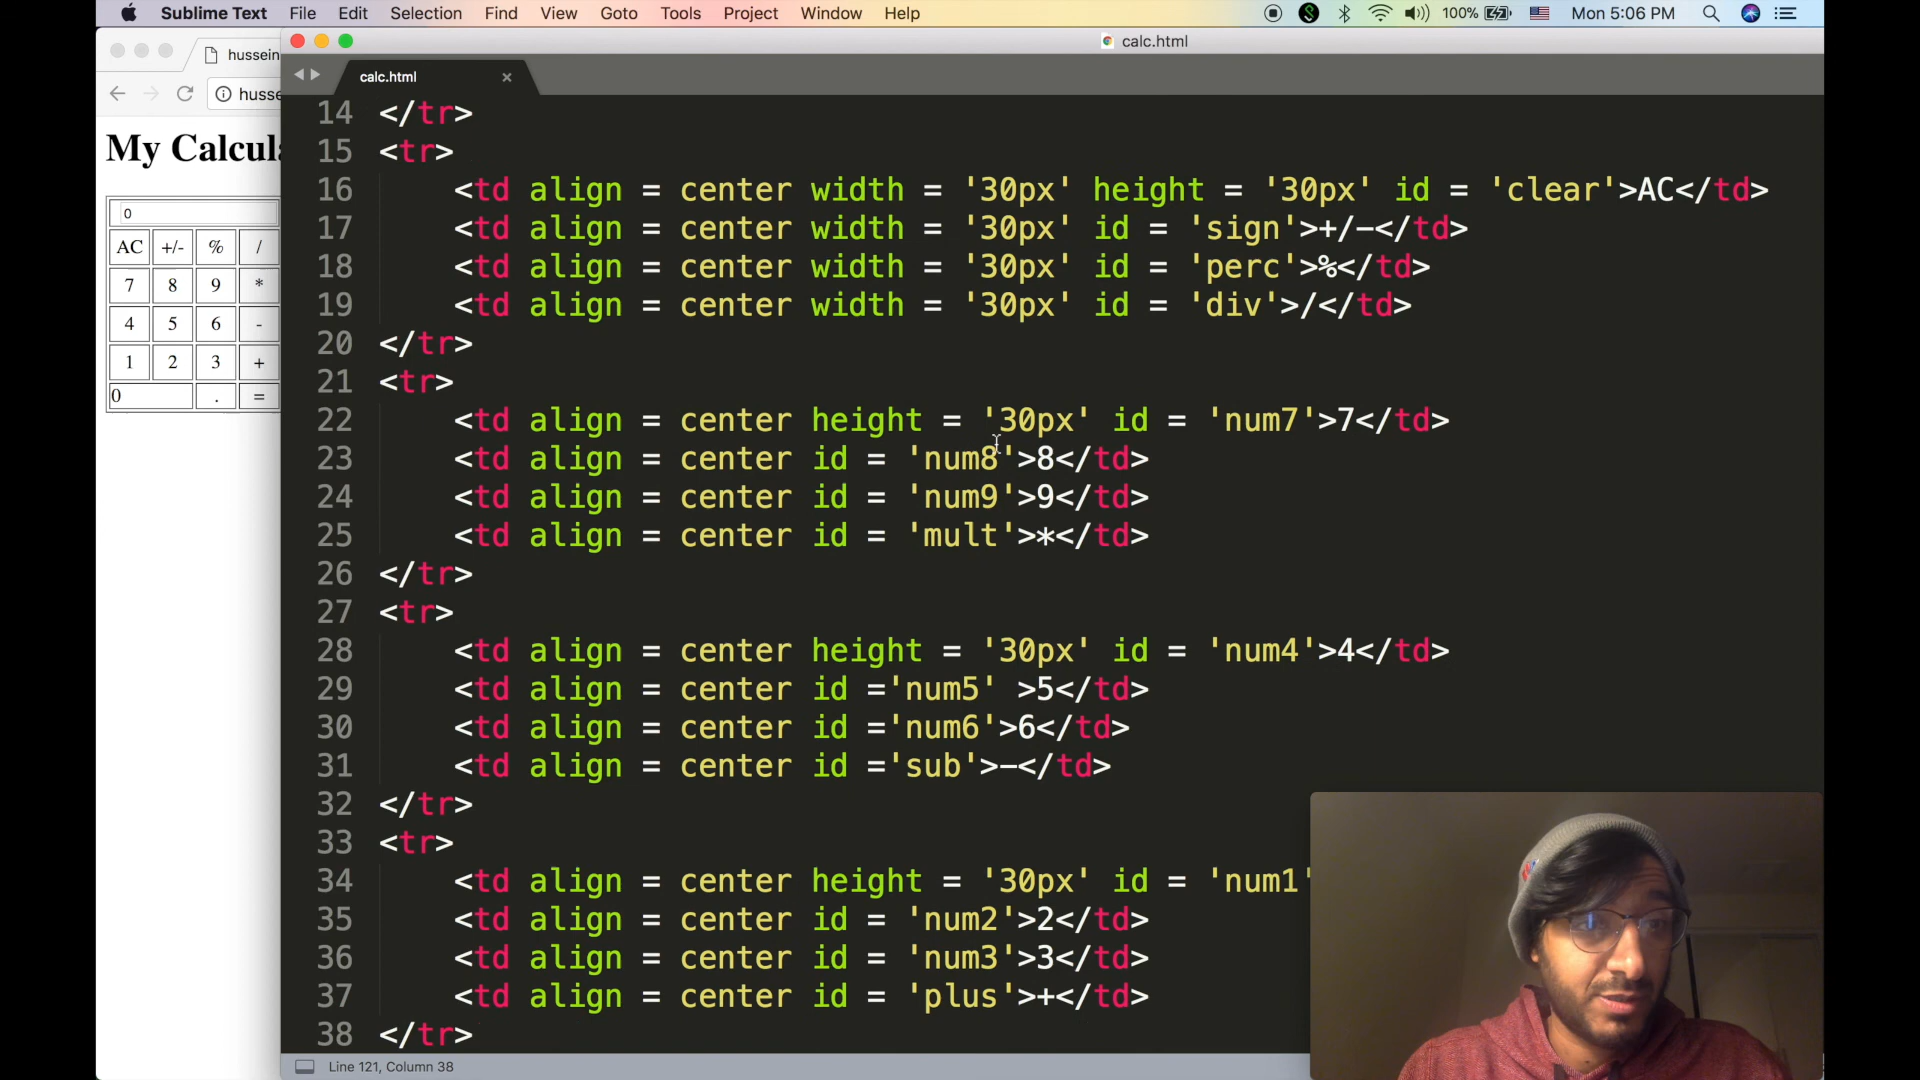 Sublime Text File Edit Selection Find View Goto Tools Project Window Help 100% Mon 5:06 PM
hussein
calc.html
calc.html
husse
My Calcula
0
AC +/- % /
7 8 9 *
4 5 6 -
1 2 3 +
0 . =
14 </tr>
15 <tr>
16 <td align = center width = '30px' height = '30px' id = 'clear'>AC</td>
17 <td align = center width = '30px' id = 'sign'>+/-</td>
18 <td align = center width = '30px' id = 'perc'>%</td>
19 <td align = center width = '30px' id = 'div'>/</td>
20 </tr>
21 <tr>
22 <td align = center height = '30px' id = 'num7'>7</td>
23 <td align = center id = 'num8'>8</td>
24 <td align = center id = 'num9'>9</td>
25 <td align = center id = 'mult'>*</td>
26 </tr>
27 <tr>
28 <td align = center height = '30px' id = 'num4'>4</td>
29 <td align = center id ='num5' >5</td>
30 <td align = center id ='num6'>6</td>
31 <td align = center id ='sub'>-</td>
32 </tr>
33 <tr>
34 <td align = center height = '30px' id = 'num1'
35 <td align = center id = 'num2'>2</td>
36 <td align = center id = 'num3'>3</td>
37 <td align = center id = 'plus'>+</td>
38 </tr>
Line 121, Column 38